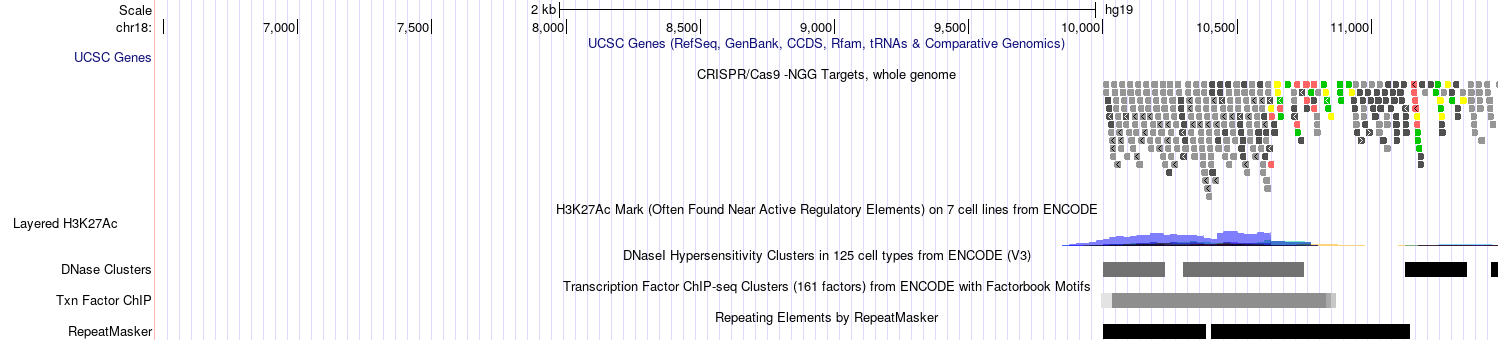 Scale 2 kb hg19
chr18: 7,000 7,500 8,000 8,500 9,000 9,500 10,000 10,500 11,000
UCSC Genes (RefSeq, GenBank, CCDS, Rfam, tRNAs & Comparative Genomics)
UCSC Genes
CRISPR/Cas9 -NGG Targets, whole genome
H3K27Ac Mark (Often Found Near Active Regulatory Elements) on 7 cell lines from ENCODE
Layered H3K27Ac
DNaseI Hypersensitivity Clusters in 125 cell types from ENCODE (V3)
DNase Clusters
Transcription Factor ChIP-seq Clusters (161 factors) from ENCODE with Factorbook Motifs
Txn Factor ChIP
Repeating Elements by RepeatMasker
RepeatMasker